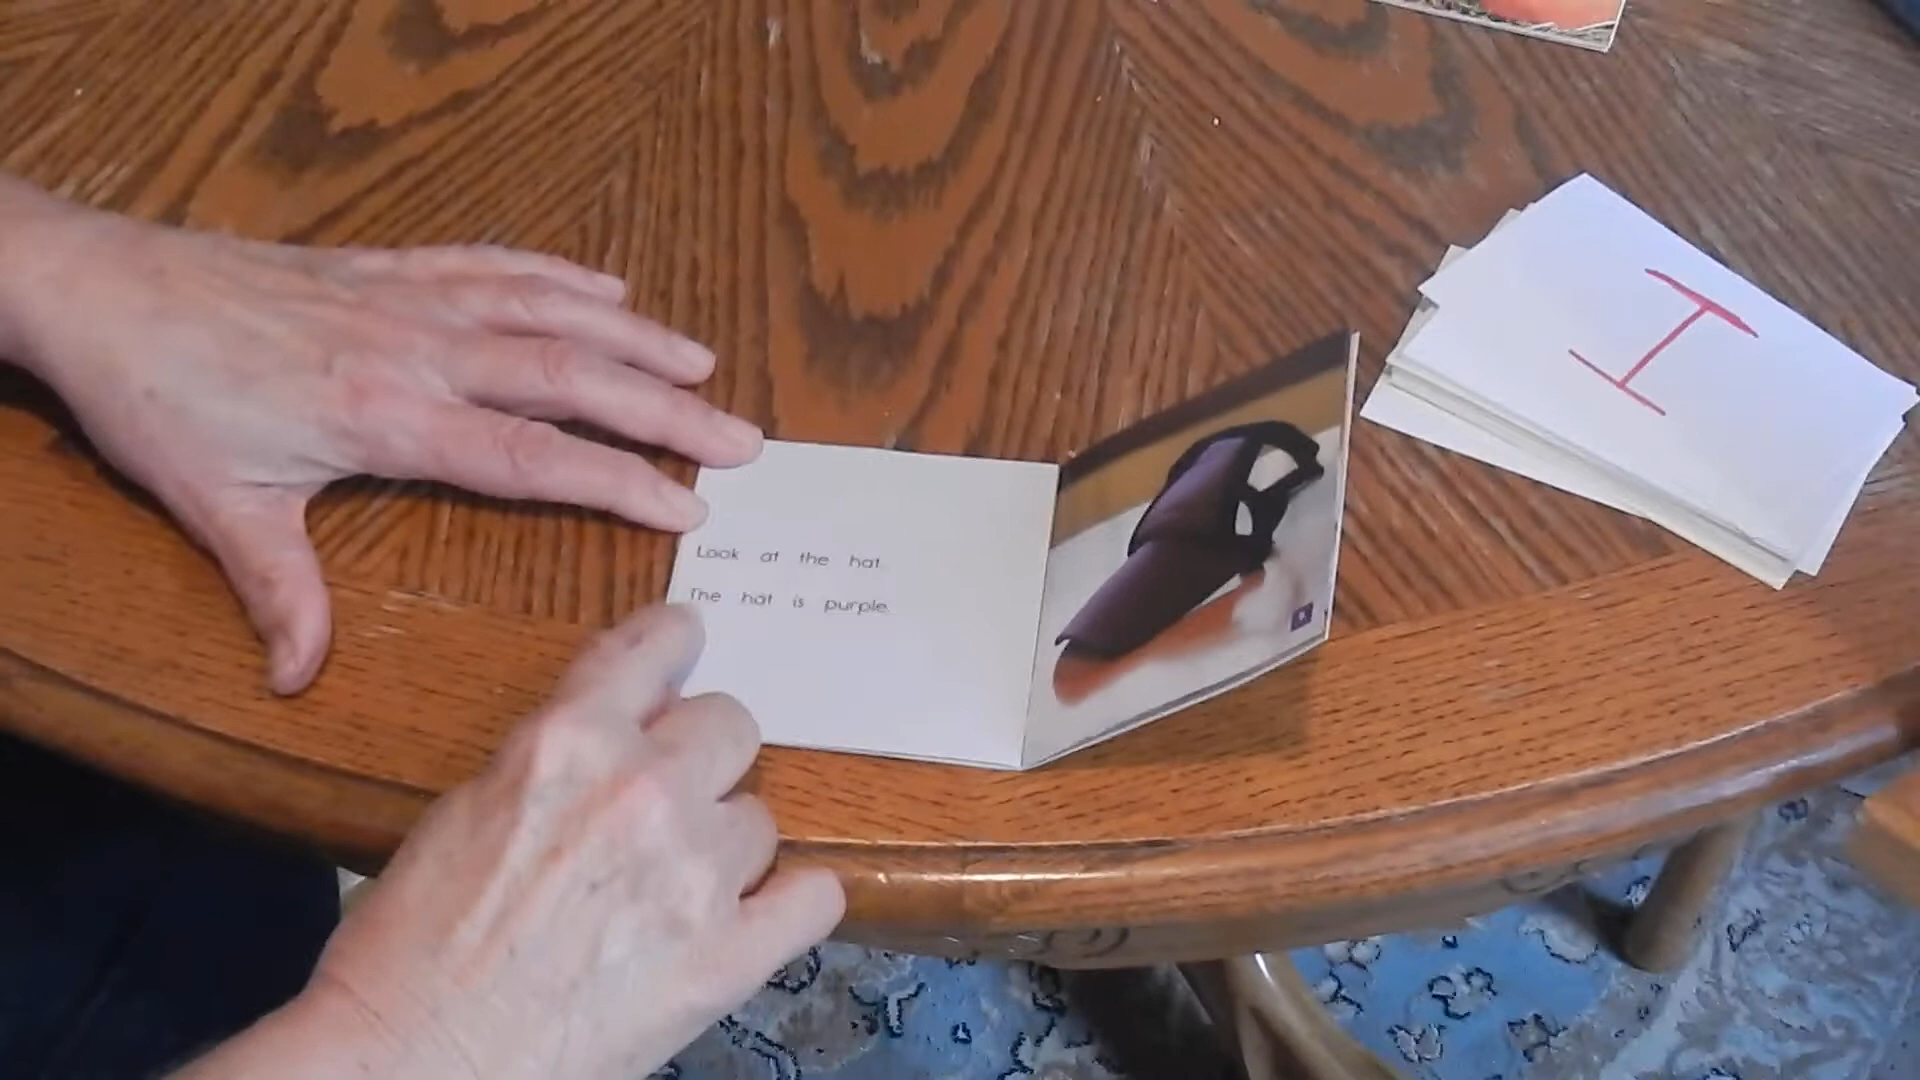 Look at the hat.
The hat is purple.
I